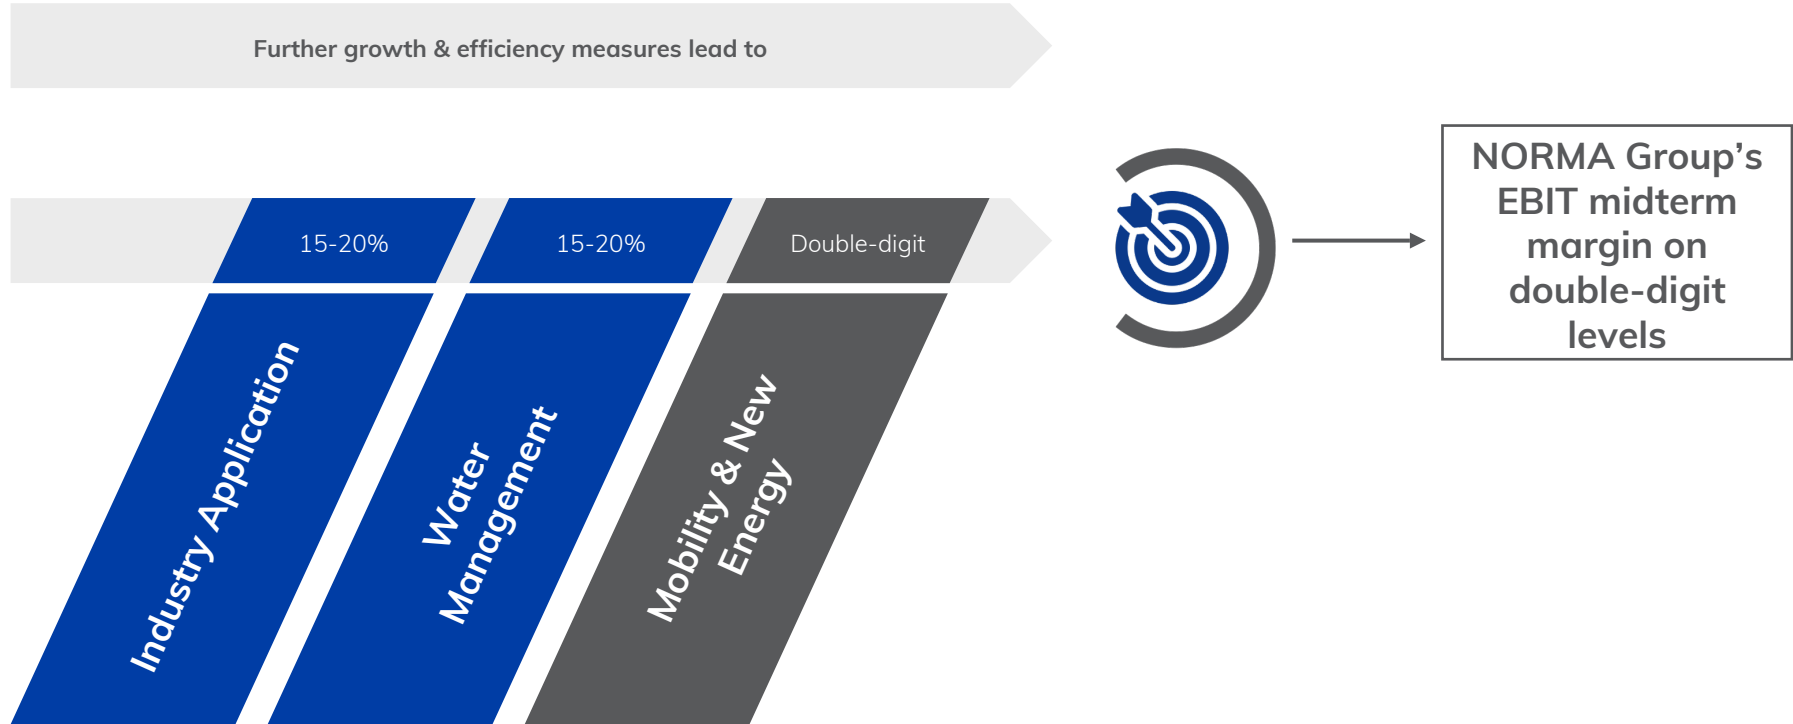 Further growth & efficiency measures lead to
15-20%
15-20%
Double-digit
Industry Application
Water
Management
Mobility & New
Energy
NORMA Group’s
EBIT midterm
margin on
double-digit
levels